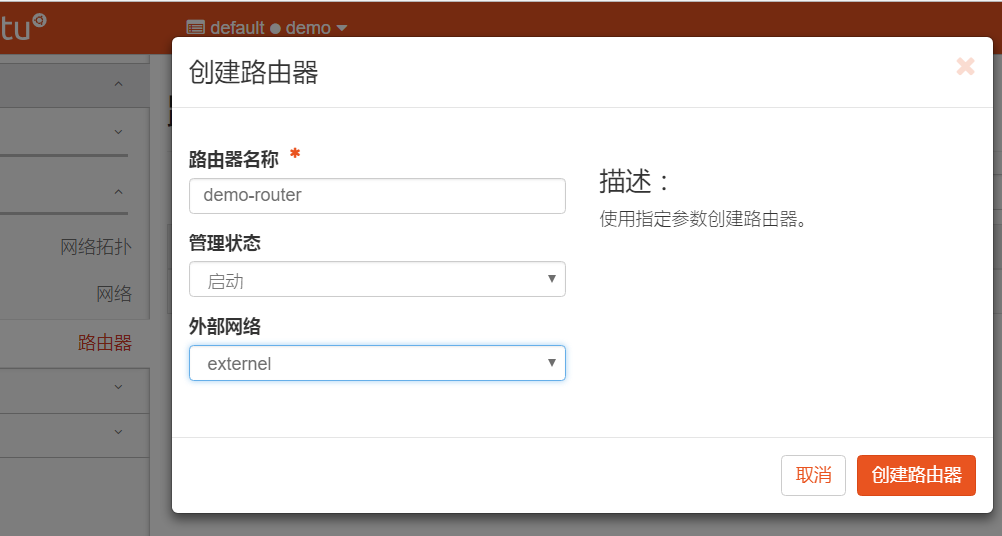 tu
default ● demo
创建路由器
路由器名称 *
demo-router
管理状态
启动
外部网络
externel
描述：
使用指定参数创建路由器。
网络拓扑
网络
路由器
取消
创建路由器